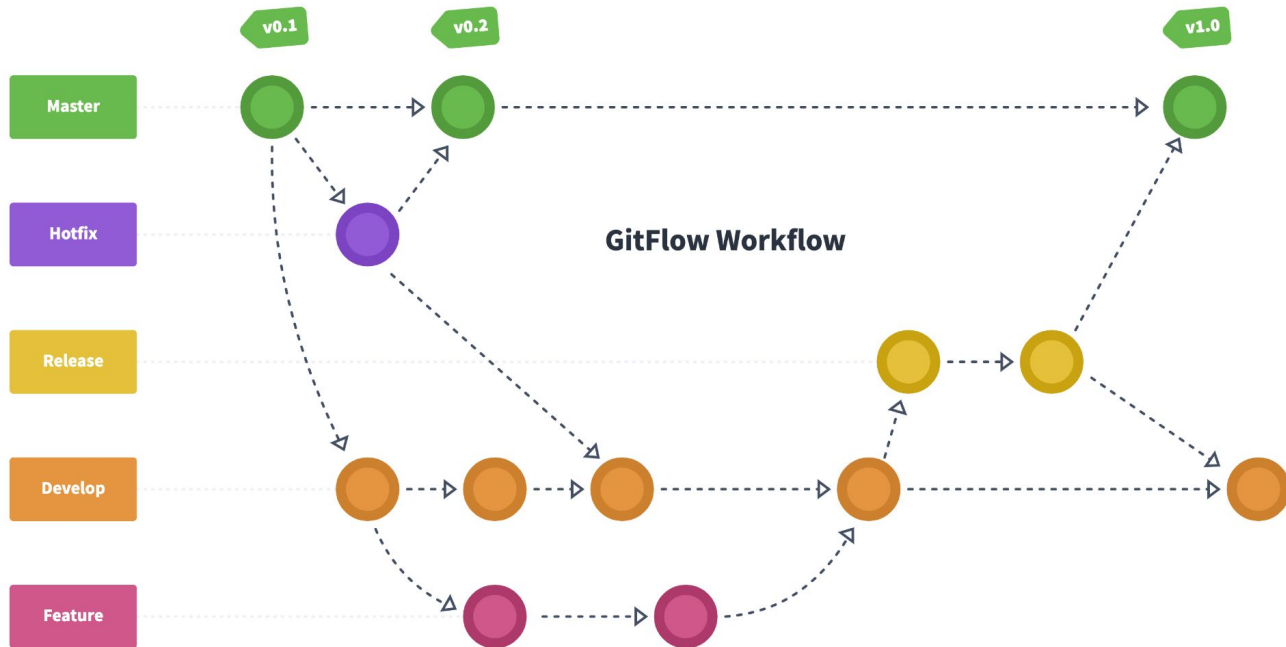 v0.1
v0.2
v1.0
Master
Hotfix
GitFlow Workflow
Release
Develop
Feature